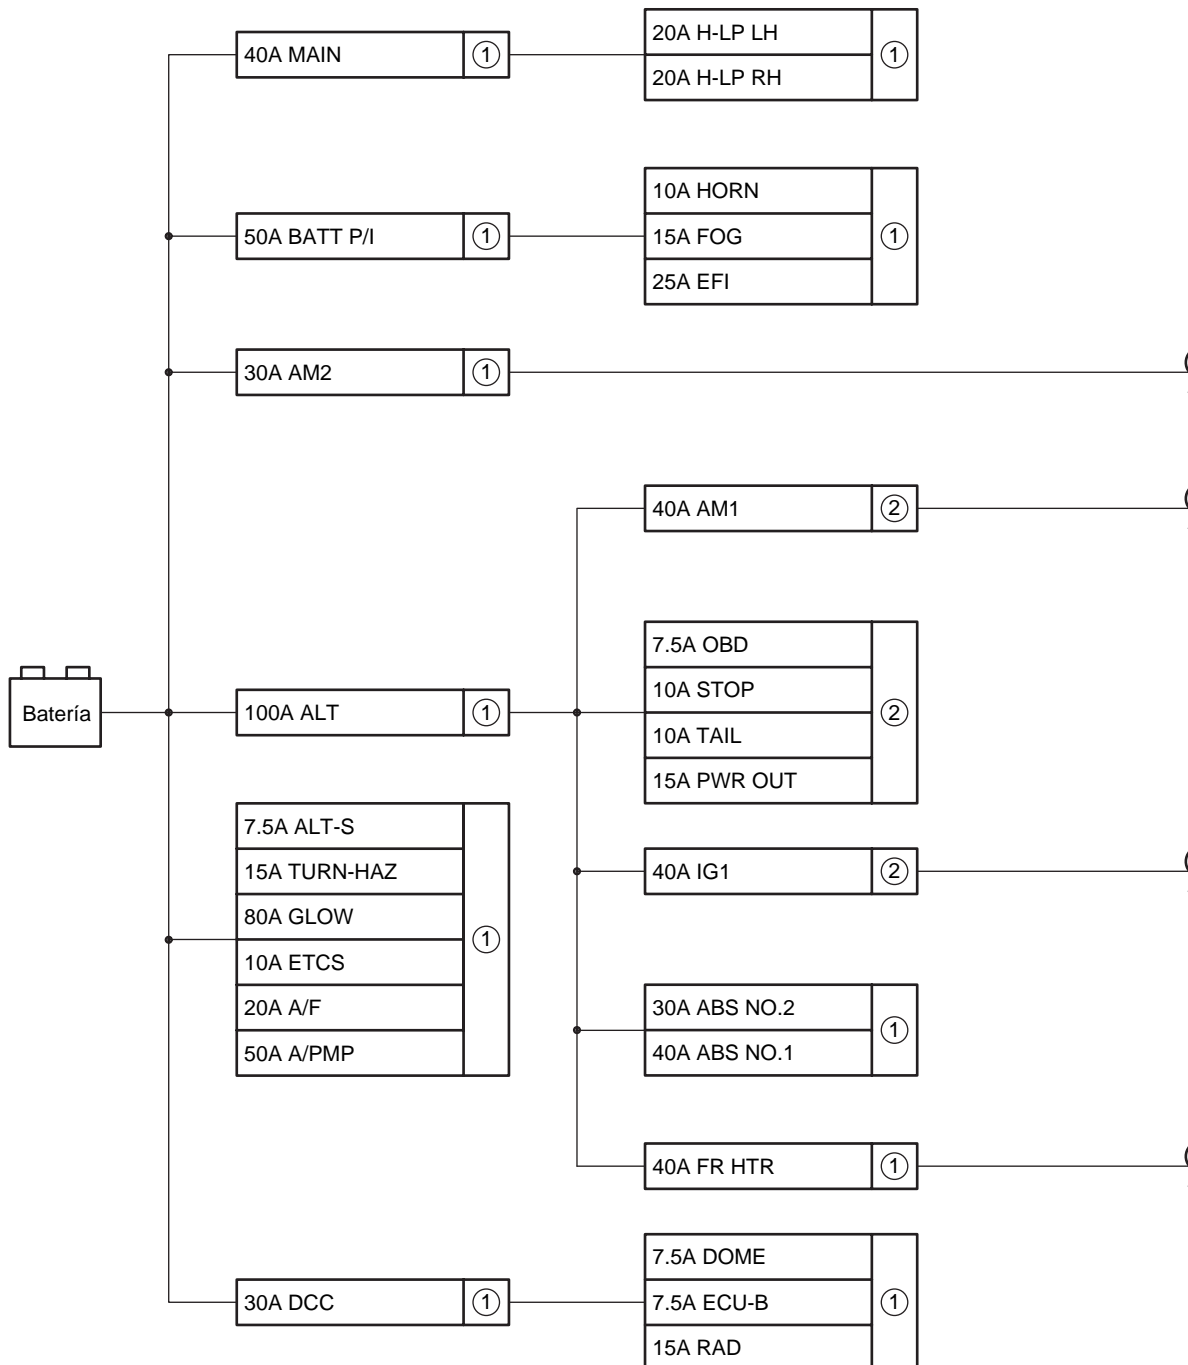 40A MAIN ①
20A H-LP LH
20A H-LP RH
①
50A BATT P/I ①
10A HORN
15A FOG
25A EFI
①
30A AM2 ①
40A AM1 ②
Batería
100A ALT ①
7.5A OBD
10A STOP
10A TAIL
15A PWR OUT
②
7.5A ALT-S
15A TURN-HAZ
80A GLOW
10A ETCS
20A A/F
50A A/PMP
①
40A IG1 ②
30A ABS NO.2
40A ABS NO.1
①
40A FR HTR ①
30A DCC ①
7.5A DOME
7.5A ECU-B
15A RAD
①